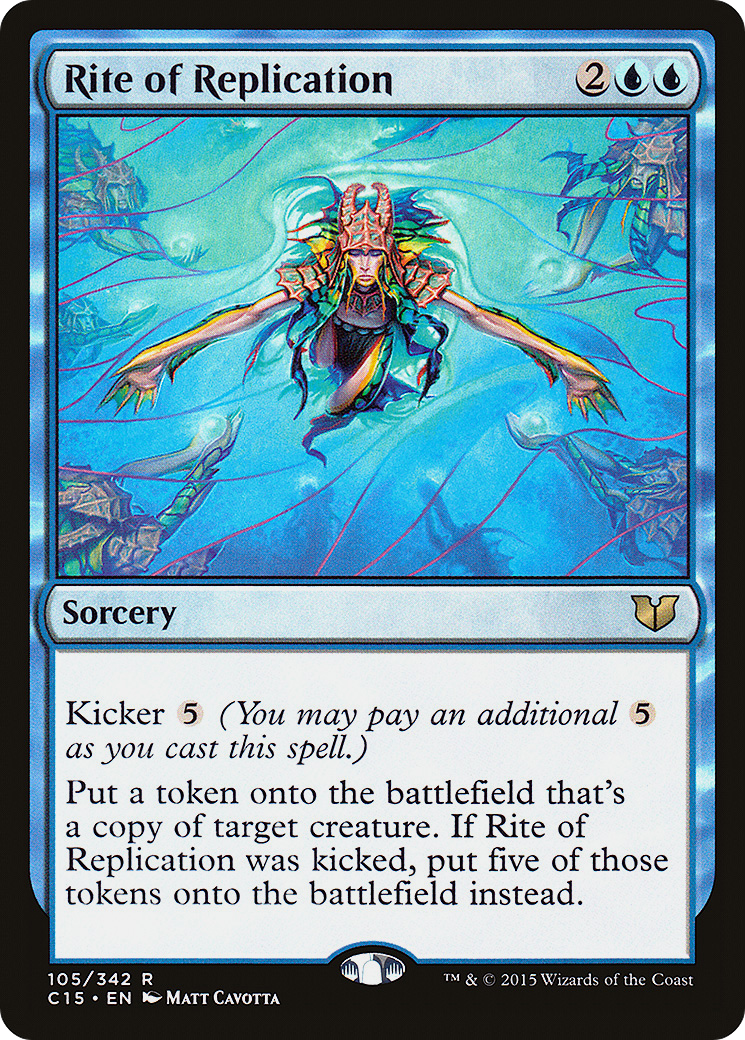 Rite of Replication 2
Sorcery
Kicker 5 (You may pay an additional 5
as you cast this spell.)
Put a token onto the battlefield that's
a copy of target creature. If Rite of
Replication was kicked, put five of those
tokens onto the battlefield instead.
105/342 R
C15 • EN Matt Cavotta
™ & © 2015 Wizards of the Coast